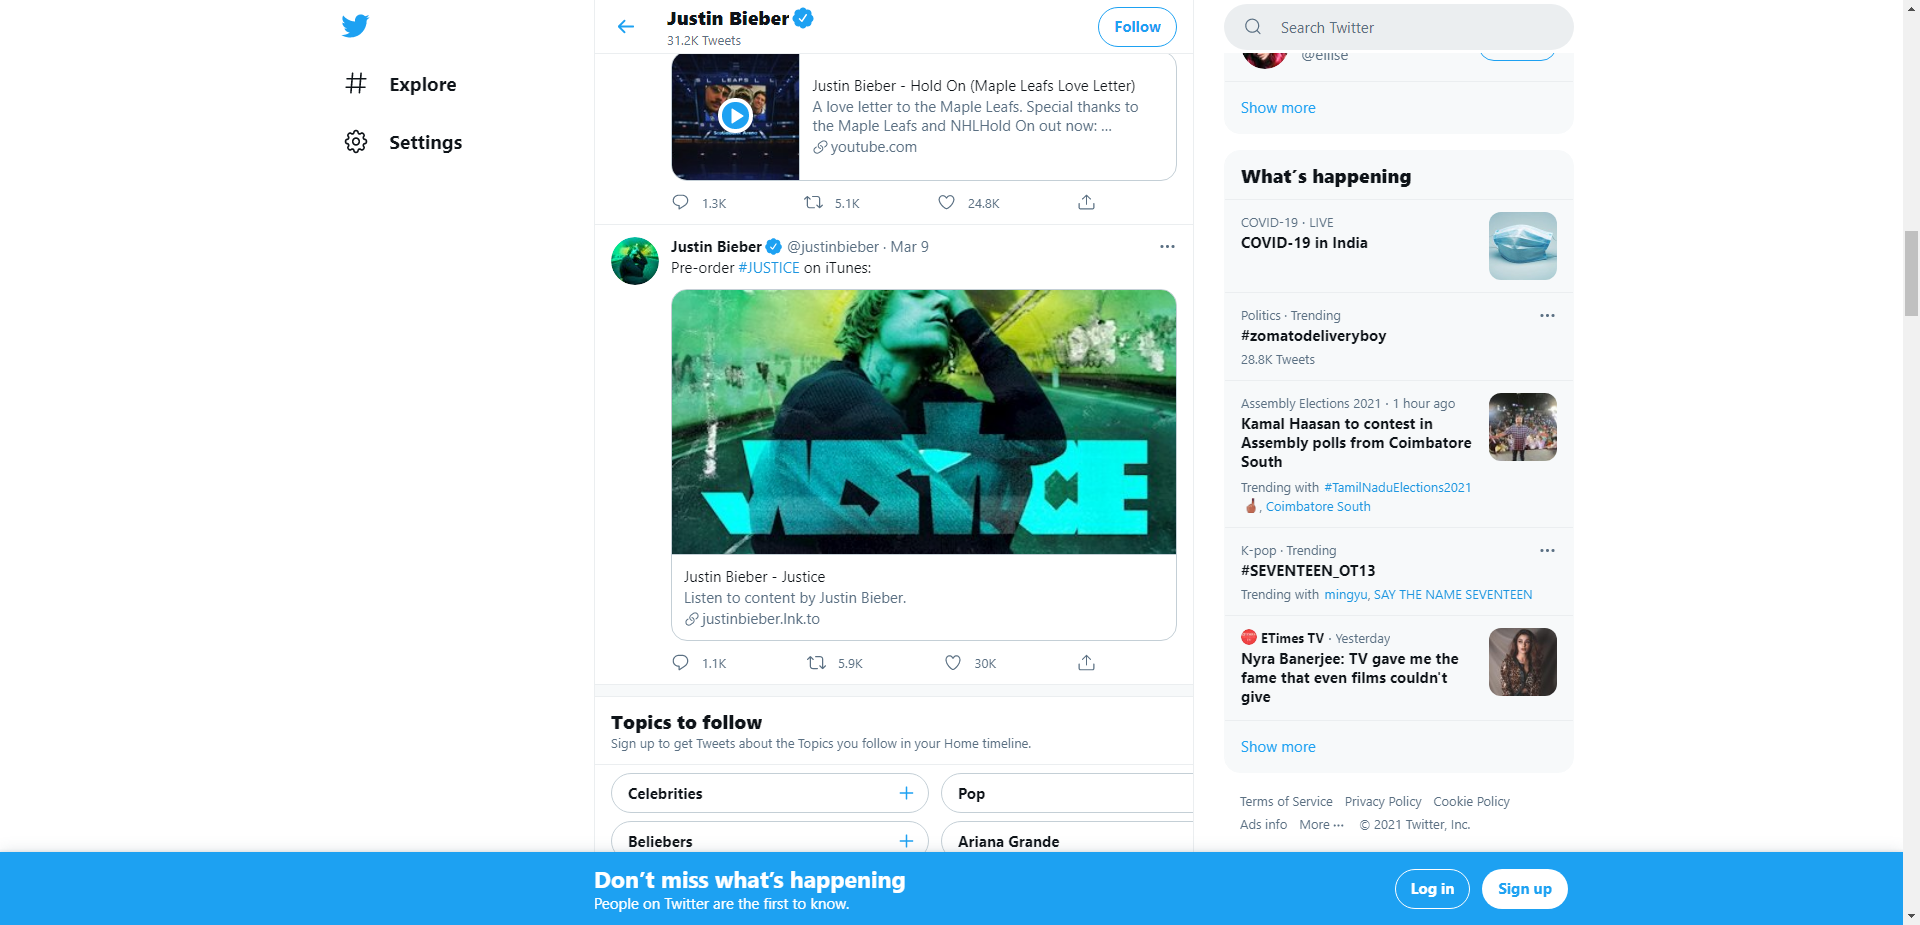 Explore
Settings
Justin Bieber
31.2K Tweets
Follow
Justin Bieber - Hold On (Maple Leafs Love Letter)
A love letter to the Maple Leafs. Special thanks to
the Maple Leafs and NHLHold On out now: ...
youtube.com
1.3K 5.1K 24.8K
Justin Bieber @justinbieber · Mar 9
Pre-order #JUSTICE on iTunes:
JUSTICE
Justin Bieber - Justice
Listen to content by Justin Bieber.
justinbieber.lnk.to
1.1K 5.9K 30K
Topics to follow
Sign up to get Tweets about the Topics you follow in your Home timeline.
Celebrities
Pop
Beliebers
Ariana Grande
Search Twitter
@ellise
Show more
What's happening
COVID-19 · LIVE
COVID-19 in India
Politics · Trending
#zomatodeliveryboy
28.8K Tweets
Assembly Elections 2021 · 1 hour ago
Kamal Haasan to contest in
Assembly polls from Coimbatore
South
Trending with #TamilNaduElections2021
, Coimbatore South
K-pop · Trending
#SEVENTEEN_OT13
Trending with mingyu, SAY THE NAME SEVENTEEN
ETimes TV · Yesterday
Nyra Banerjee: TV gave me the
fame that even films couldn't
give
Show more
Terms of Service Privacy Policy Cookie Policy
Ads info More ··· © 2021 Twitter, Inc.
Don't miss what's happening
People on Twitter are the first to know.
Log in
Sign up